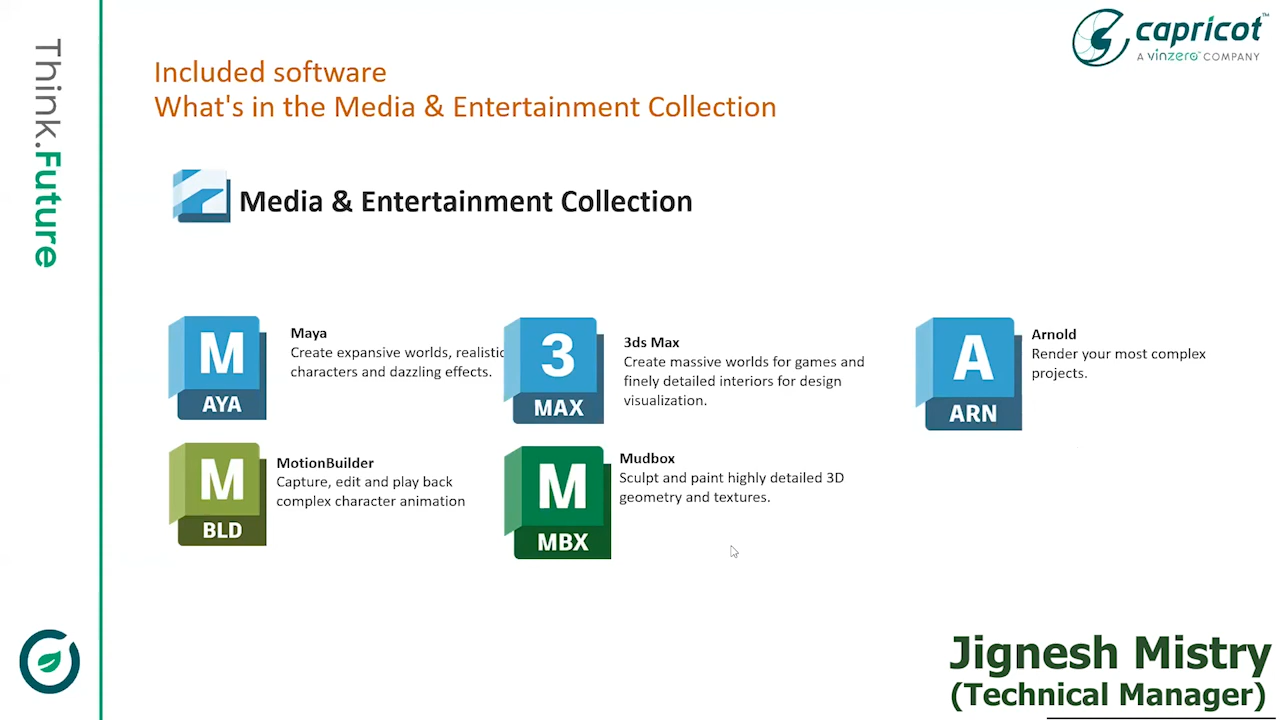 Think.Future
capricot™
A VINZERO™ COMPANY
Included software
What's in the Media & Entertainment Collection
Media & Entertainment Collection
M
AYA
Maya
Create expansive worlds, realistic
characters and dazzling effects.
3
MAX
3ds Max
Create massive worlds for games and
finely detailed interiors for design
visualization.
A
ARN
Arnold
Render your most complex
projects.
M
BLD
MotionBuilder
Capture, edit and play back
complex character animation
M
MBX
Mudbox
Sculpt and paint highly detailed 3D
geometry and textures.
Jignesh Mistry
(Technical Manager)